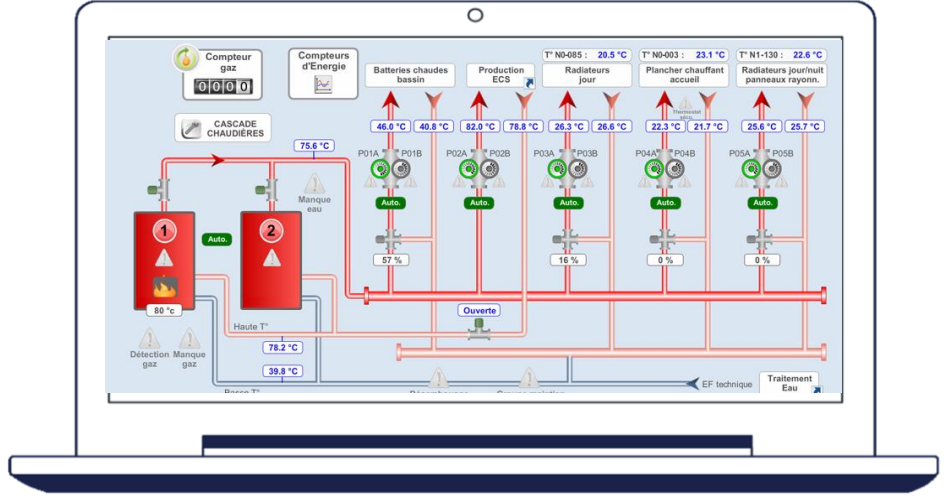 Compteur
gaz
0000
Compteurs
d'Energie
CASCADE
CHAUDIÈRES
T° N0-085 : 20.5 °C
T° N0-003 : 23.1 °C
T° N1-130 : 22.6 °C
Batteries chaudes
bassin
Production
ECS
Radiateurs
jour
Plancher chauffant
accueil
Radiateurs jour/nuit
panneaux rayonn.
Thermostat
sécu.
46.0 °C 40.8 °C
82.0 °C 78.8 °C
26.3 °C 26.6 °C
22.3 °C 21.7 °C
25.6 °C 25.7 °C
75.6 °C
P01A P01B
P02A P02B
P03A P03B
P04A P04B
P05A P05B
Manque
eau
Auto.
Auto.
Auto.
Auto.
Auto.
1
Auto.
2
57 %
16 %
0 %
0 %
80 °c
Ouverte
Haute T°
78.2 °C
Détection
gaz
Manque
gaz
39.8 °C
Basse T°
EF technique
Traitement
Eau